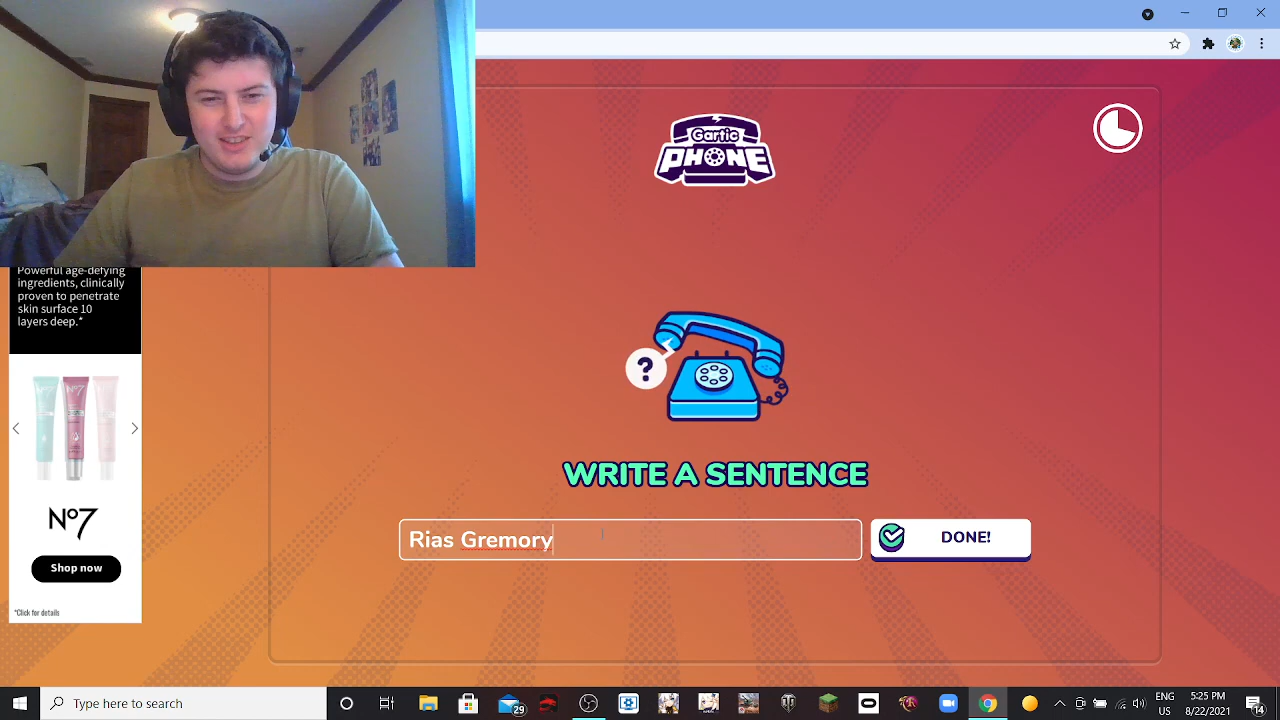 Gartic
PHONE
Powerful age-defying
ingredients, clinically
proven to penetrate
skin surface 10
layers deep.*
N°7
Shop now
*Click for details
?
WRITE A SENTENCE
Rias Gremory
DONE!
Type here to search
29
ENG
US
5:25 PM
8/22/2021
14